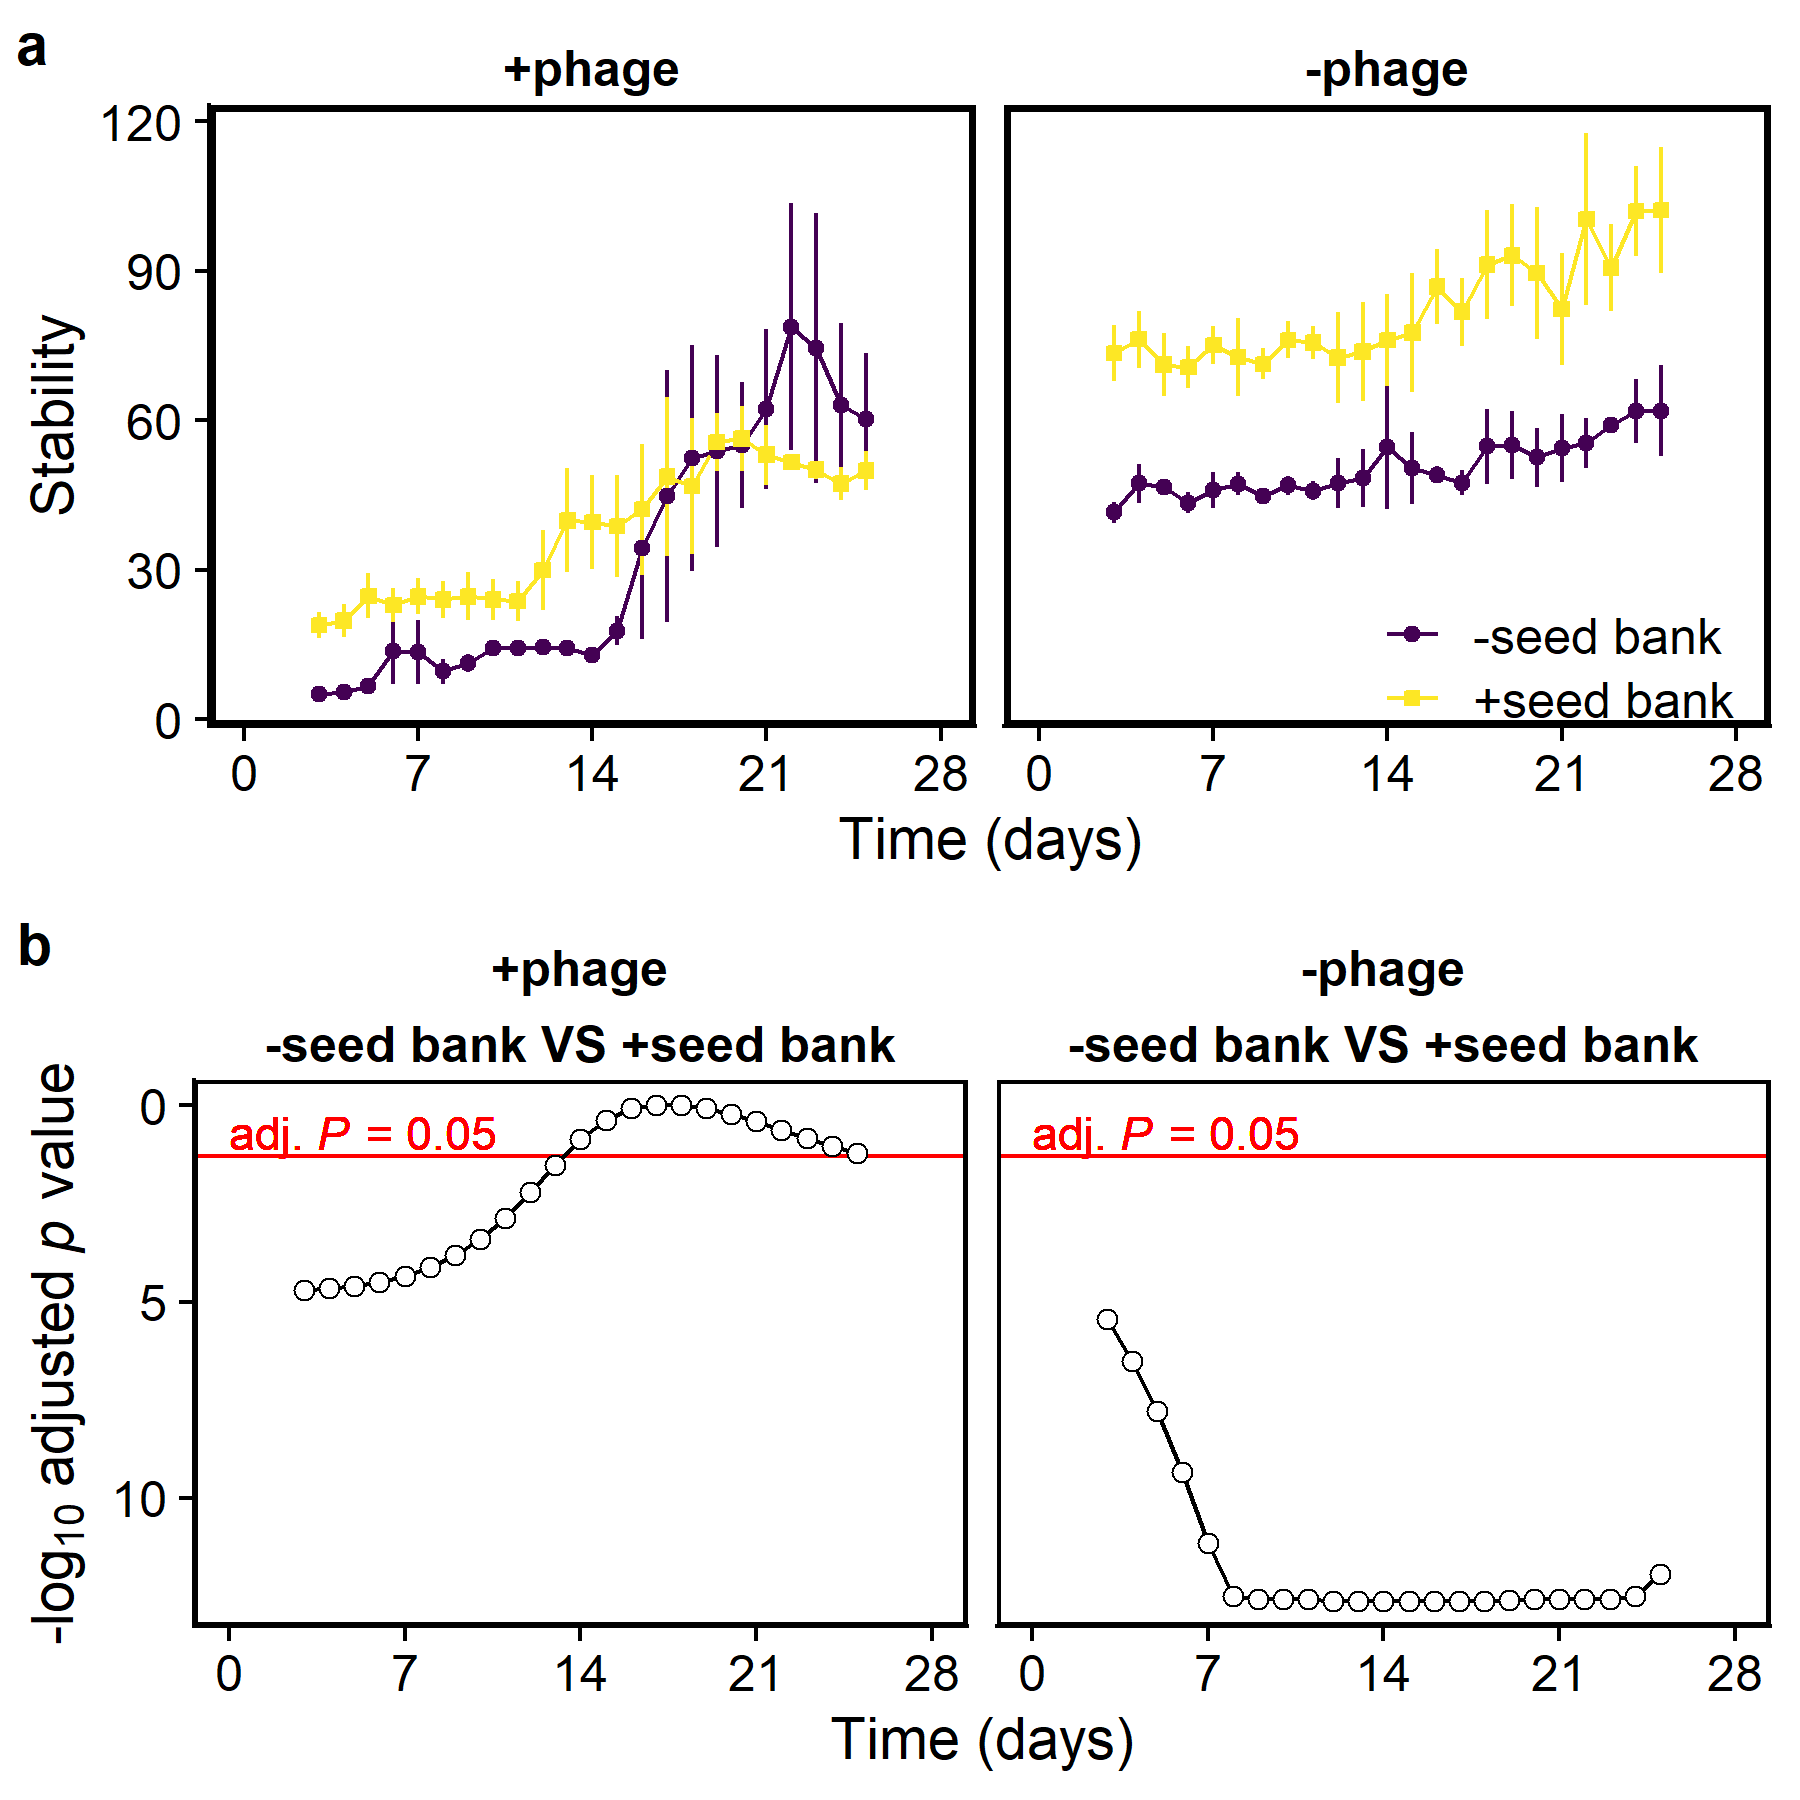 a
+phage
-phage
Stability
120
90
60
30
0
-seed bank
+seed bank
0 7 14 21 28
0 7 14 21 28
Time (days)
b
+phage
-phage
-seed bank VS +seed bank
-seed bank VS +seed bank
-log10 adjusted p value
0
5
10
adj. P = 0.05
adj. P = 0.05
0 7 14 21 28
0 7 14 21 28
Time (days)